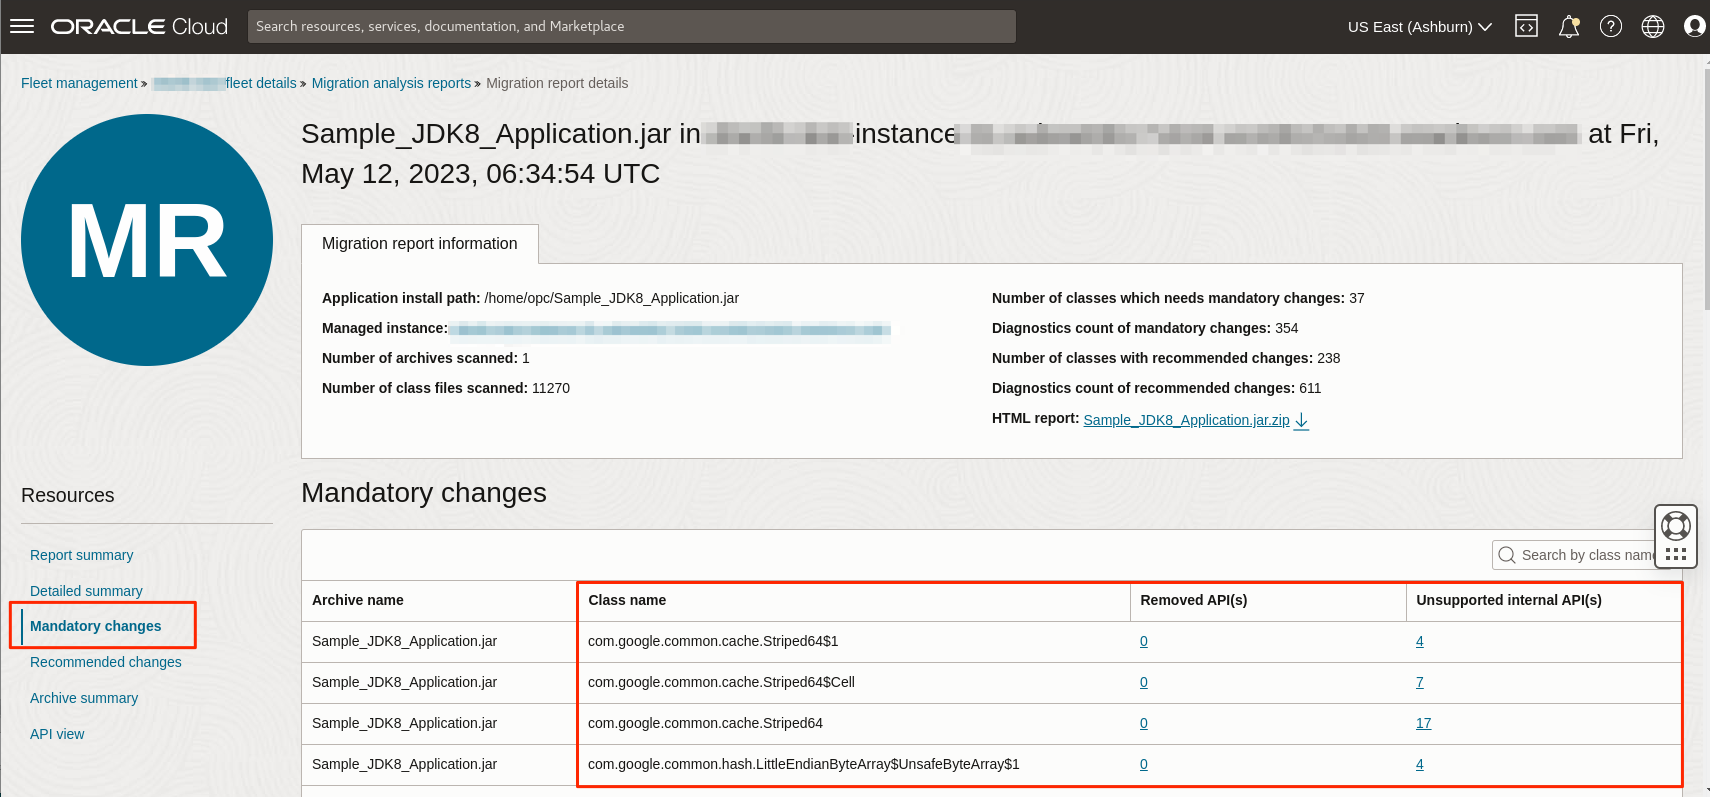 ORACLE Cloud
Search resources, services, documentation, and Marketplace
US East (Ashburn)
Fleet management » fleet details » Migration analysis reports » Migration report details
MR
Sample_JDK8_Application.jar in -instance at Fri,
May 12, 2023, 06:34:54 UTC
Migration report information
Application install path: /home/opc/Sample_JDK8_Application.jar
Managed instance:
Number of archives scanned: 1
Number of class files scanned: 11270
Number of classes which needs mandatory changes: 37
Diagnostics count of mandatory changes: 354
Number of classes with recommended changes: 238
Diagnostics count of recommended changes: 611
HTML report: Sample_JDK8_Application.jar.zip
Resources
Report summary
Detailed summary
Mandatory changes
Recommended changes
Archive summary
API view
Mandatory changes
Search by class name
Archive name Class name Removed API(s) Unsupported internal API(s)
Sample_JDK8_Application.jar com.google.common.cache.Striped64$1 0 4
Sample_JDK8_Application.jar com.google.common.cache.Striped64$Cell 0 7
Sample_JDK8_Application.jar com.google.common.cache.Striped64 0 17
Sample_JDK8_Application.jar com.google.common.hash.LittleEndianByteArray$UnsafeByteArray$1 0 4